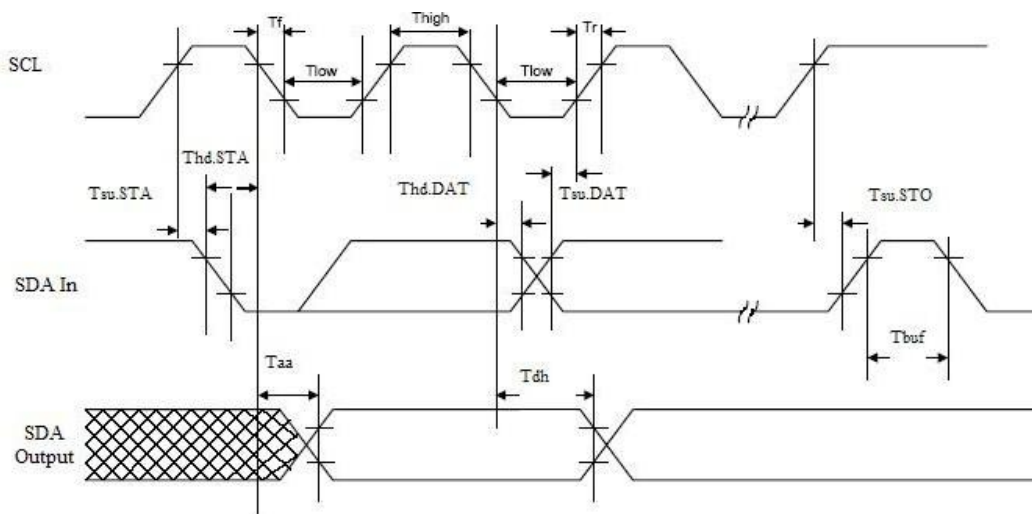 Tf
Thigh
Tr
SCL
Tlow
Tlow
Thd.STA
Tsu.STA
Thd.DAT
Tsu.DAT
Tsu.STO
SDA In
Tbuf
Taa
Tdh
SDA
Output